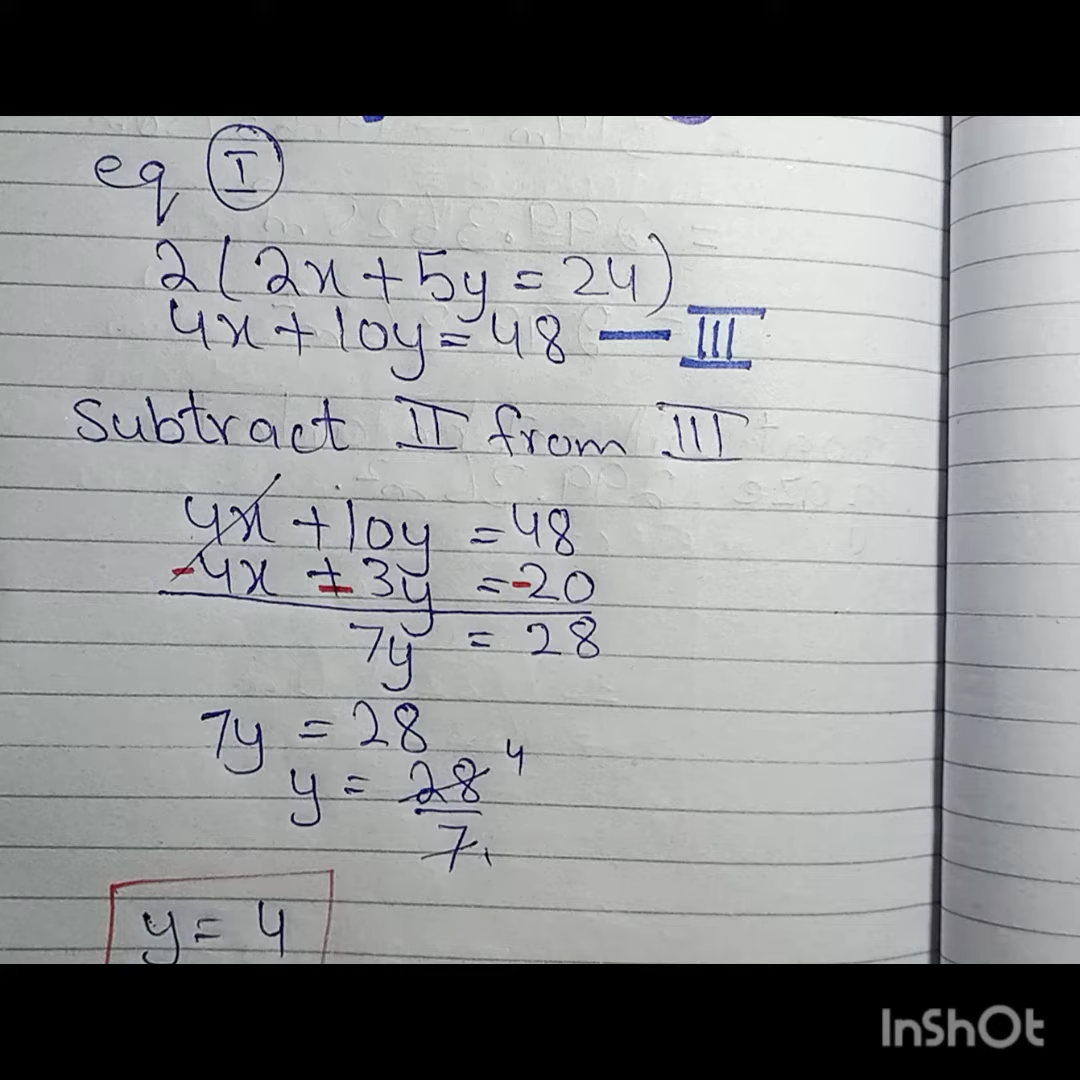 eq I
2(2x+5y=24)
4x+10y=48 — III
Subtract II from III
4x+10y=48
-4x±3y=-20
7y=28
7y=28
y=28/7 4
y=4
InShOt